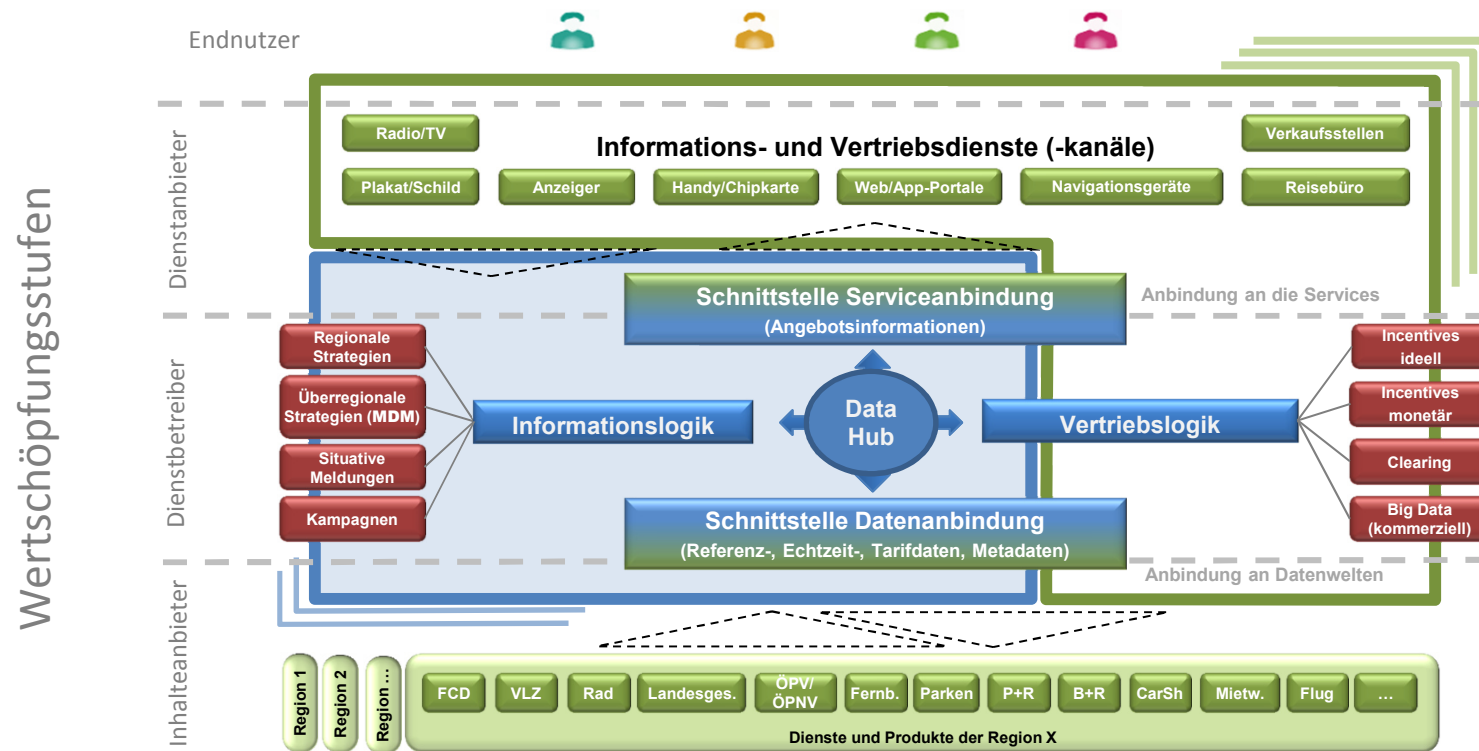 Wertschöpfungsstufen
Endnutzer
Dienstanbieter
Radio/TV
Informations- und Vertriebsdienste (-kanäle)
Verkaufsstellen
Plakat/Schild
Anzeiger
Handy/Chipkarte
Web/App-Portale
Navigationsgeräte
Reisebüro
Schnittstelle Serviceanbindung
(Angebotsinformationen)
Anbindung an die Services
Dienstbetreiber
Regionale
Strategien
Überregionale
Strategien (MDM)
Situative
Meldungen
Kampagnen
Informationslogik
Data
Hub
Vertriebslogik
Incentives
ideell
Incentives
monetär
Clearing
Big Data
(kommerziell)
Schnittstelle Datenanbindung
(Referenz-, Echtzeit-, Tarifdaten, Metadaten)
Anbindung an Datenwelten
Inhalteanbieter
Region 1
Region 2
Region ...
FCD
VLZ
Rad
Landesges.
ÖPV/
ÖPNV
Fernb.
Parken
P+R
B+R
CarSh
Mietw.
Flug
...
Dienste und Produkte der Region X